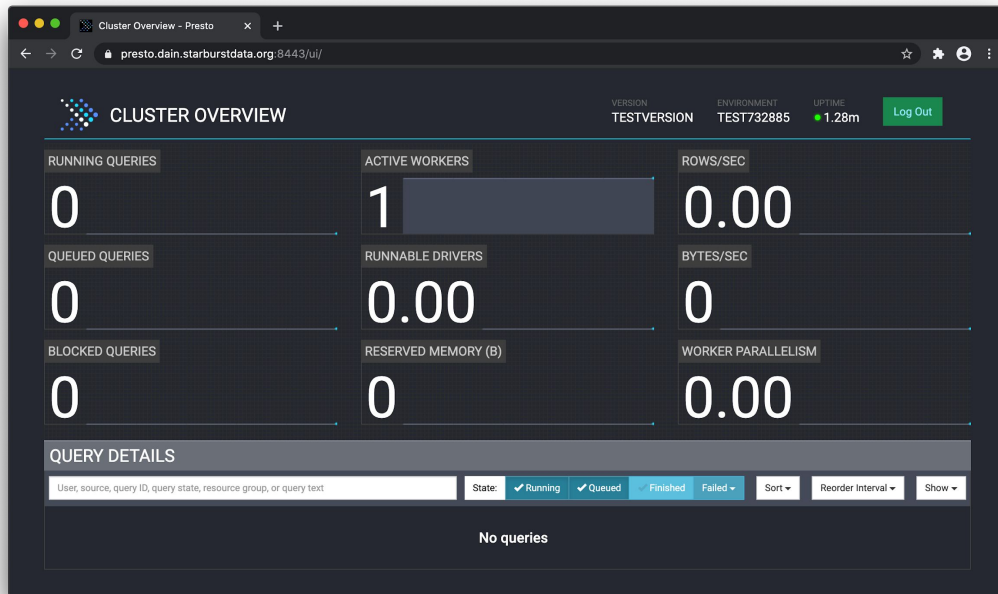 Cluster Overview - Presto
presto.dain.starburstdata.org:8443/ui/
CLUSTER OVERVIEW
VERSION
TESTVERSION
ENVIRONMENT
TEST732885
UPTIME
1.28m
Log Out
RUNNING QUERIES
0
ACTIVE WORKERS
1
ROWS/SEC
0.00
QUEUED QUERIES
0
RUNNABLE DRIVERS
0.00
BYTES/SEC
0
BLOCKED QUERIES
0
RESERVED MEMORY (B)
0
WORKER PARALLELISM
0.00
QUERY DETAILS
User, source, query ID, query state, resource group, or query text
State: Running Queued Finished Failed Sort Reorder Interval Show
No queries